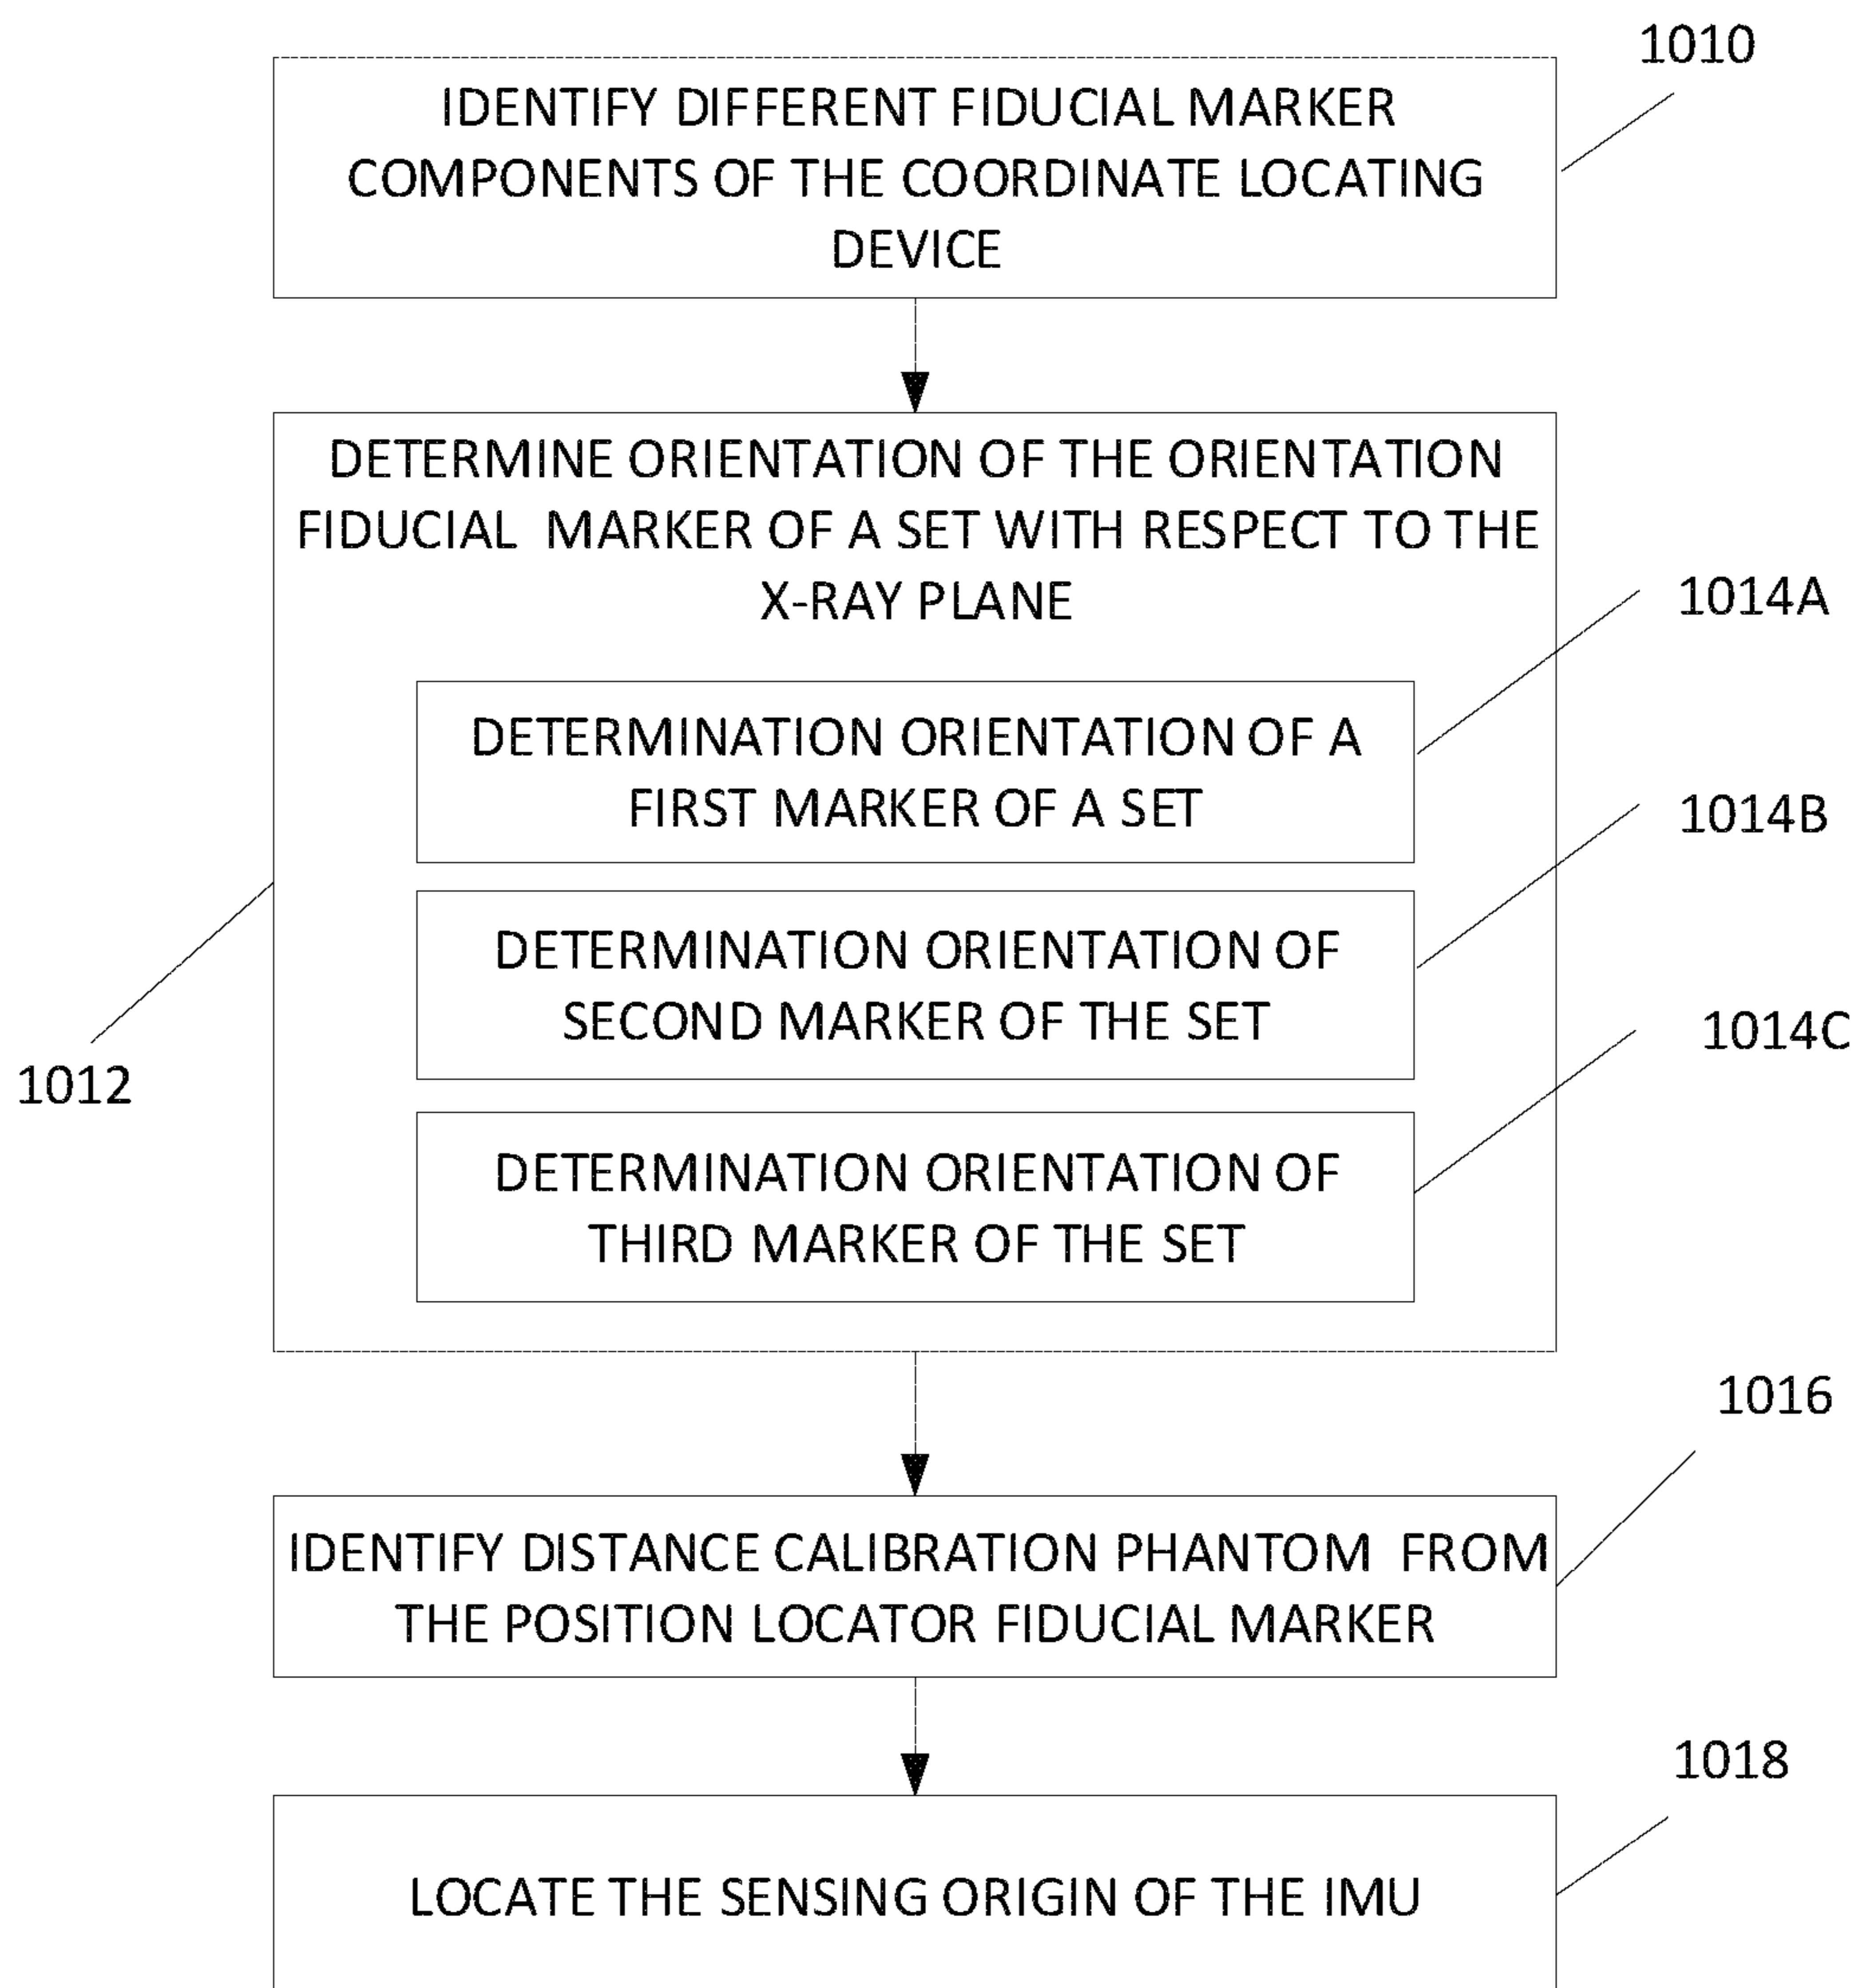 1010
IDENTIFY DIFFERENT FIDUCIAL MARKER
COMPONENTS OF THE COORDINATE LOCATING
DEVICE
DETERMINE ORIENTATION OF THE ORIENTATION
FIDUCIAL MARKER OF A SET WITH RESPECT TO THE
X-RAY PLANE
1014A
DETERMINATION ORIENTATION OF A
FIRST MARKER OF A SET
1014B
DETERMINATION ORIENTATION OF
SECOND MARKER OF THE SET
1014C
1012
DETERMINATION ORIENTATION OF
THIRD MARKER OF THE SET
1016
IDENTIFY DISTANCE CALIBRATION PHANTOM FROM
THE POSITION LOCATOR FIDUCIAL MARKER
1018
LOCATE THE SENSING ORIGIN OF THE IMU